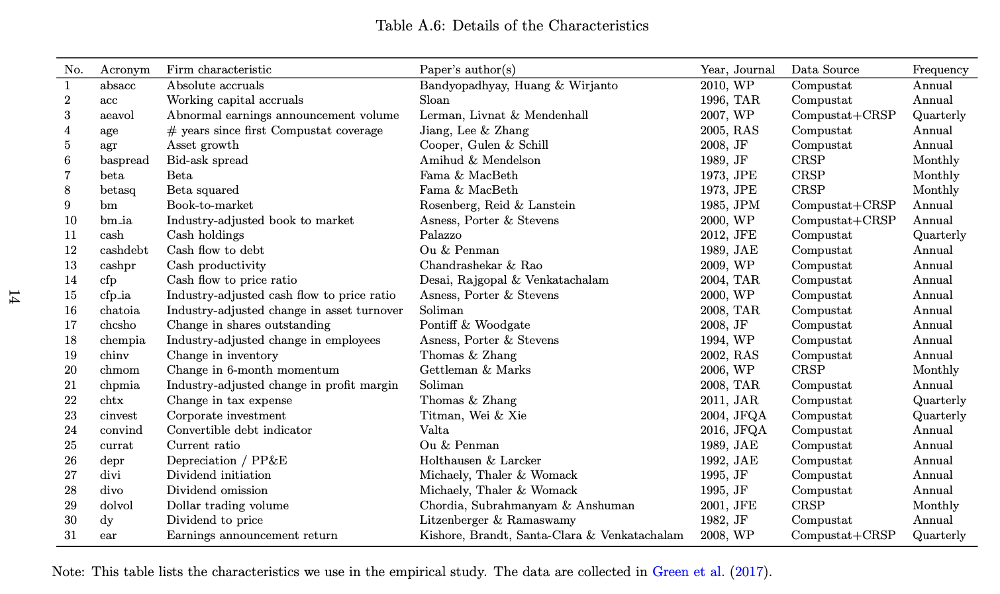 Table A.6: Details of the Characteristics
No. Acronym Firm characteristic Paper's author(s) Year, Journal Data Source Frequency
1 absacc Absolute accruals Bandyopadhyay, Huang & Wirjanto 2010, WP Compustat Annual
2 acc Working capital accruals Sloan 1996, TAR Compustat Annual
3 aeavol Abnormal earnings announcement volume Lerman, Livnat & Mendenhall 2007, WP Compustat+CRSP Quarterly
4 age # years since first Compustat coverage Jiang, Lee & Zhang 2005, RAS Compustat Annual
5 agr Asset growth Cooper, Gulen & Schill 2008, JF Compustat Annual
6 baspread Bid-ask spread Amihud & Mendelson 1989, JF CRSP Monthly
7 beta Beta Fama & MacBeth 1973, JPE CRSP Monthly
8 betasq Beta squared Fama & MacBeth 1973, JPE CRSP Monthly
9 bm Book-to-market Rosenberg, Reid & Lanstein 1985, JPM Compustat+CRSP Annual
10 bm_ia Industry-adjusted book to market Asness, Porter & Stevens 2000, WP Compustat+CRSP Annual
11 cash Cash holdings Palazzo 2012, JFE Compustat Quarterly
12 cashdebt Cash flow to debt Ou & Penman 1989, JAE Compustat Annual
13 cashpr Cash productivity Chandrashekar & Rao 2009, WP Compustat Annual
14 cfp Cash flow to price ratio Desai, Rajgopal & Venkatachalam 2004, TAR Compustat Annual
15 cfp_ia Industry-adjusted cash flow to price ratio Asness, Porter & Stevens 2000, WP Compustat Annual
16 chatoia Industry-adjusted change in asset turnover Soliman 2008, TAR Compustat Annual
17 chcsho Change in shares outstanding Pontiff & Woodgate 2008, JF Compustat Annual
18 chempia Industry-adjusted change in employees Asness, Porter & Stevens 1994, WP Compustat Annual
19 chinv Change in inventory Thomas & Zhang 2002, RAS Compustat Annual
20 chmom Change in 6-month momentum Gettleman & Marks 2006, WP CRSP Monthly
21 chpmia Industry-adjusted change in profit margin Soliman 2008, TAR Compustat Annual
22 chtx Change in tax expense Thomas & Zhang 2011, JAR Compustat Quarterly
23 cinvest Corporate investment Titman, Wei & Xie 2004, JFQA Compustat Quarterly
24 convind Convertible debt indicator Valta 2016, JFQA Compustat Annual
25 currat Current ratio Ou & Penman 1989, JAE Compustat Annual
26 depr Depreciation / PP&E Holthausen & Larcker 1992, JAE Compustat Annual
27 divi Dividend initiation Michaely, Thaler & Womack 1995, JF Compustat Annual
28 divo Dividend omission Michaely, Thaler & Womack 1995, JF Compustat Annual
29 dolvol Dollar trading volume Chordia, Subrahmanyam & Anshuman 2001, JFE CRSP Monthly
30 dy Dividend to price Litzenberger & Ramaswamy 1982, JF Compustat Annual
31 ear Earnings announcement return Kishore, Brandt, Santa-Clara & Venkatachalam 2008, WP Compustat+CRSP Quarterly
Note: This table lists the characteristics we use in the empirical study. The data are collected in Green et al. (2017).
14